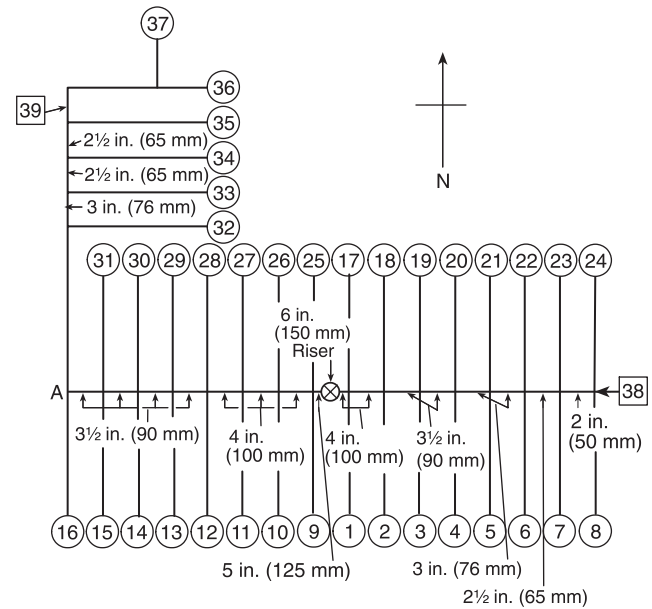 37
36
39
35
2½ in. (65 mm)
34
2½ in. (65 mm)
33
3 in. (76 mm)
32
N
31 30 29 28 27 26 25 17 18 19 20 21 22 23 24
6 in.
(150 mm)
Riser
A
38
3½ in. (90 mm)
4 in.
(100 mm)
4 in.
(100 mm)
3½ in.
(90 mm)
2 in.
(50 mm)
16 15 14 13 12 11 10 9 1 2 3 4 5 6 7 8
5 in. (125 mm)
3 in. (76 mm)
2½ in. (65 mm)